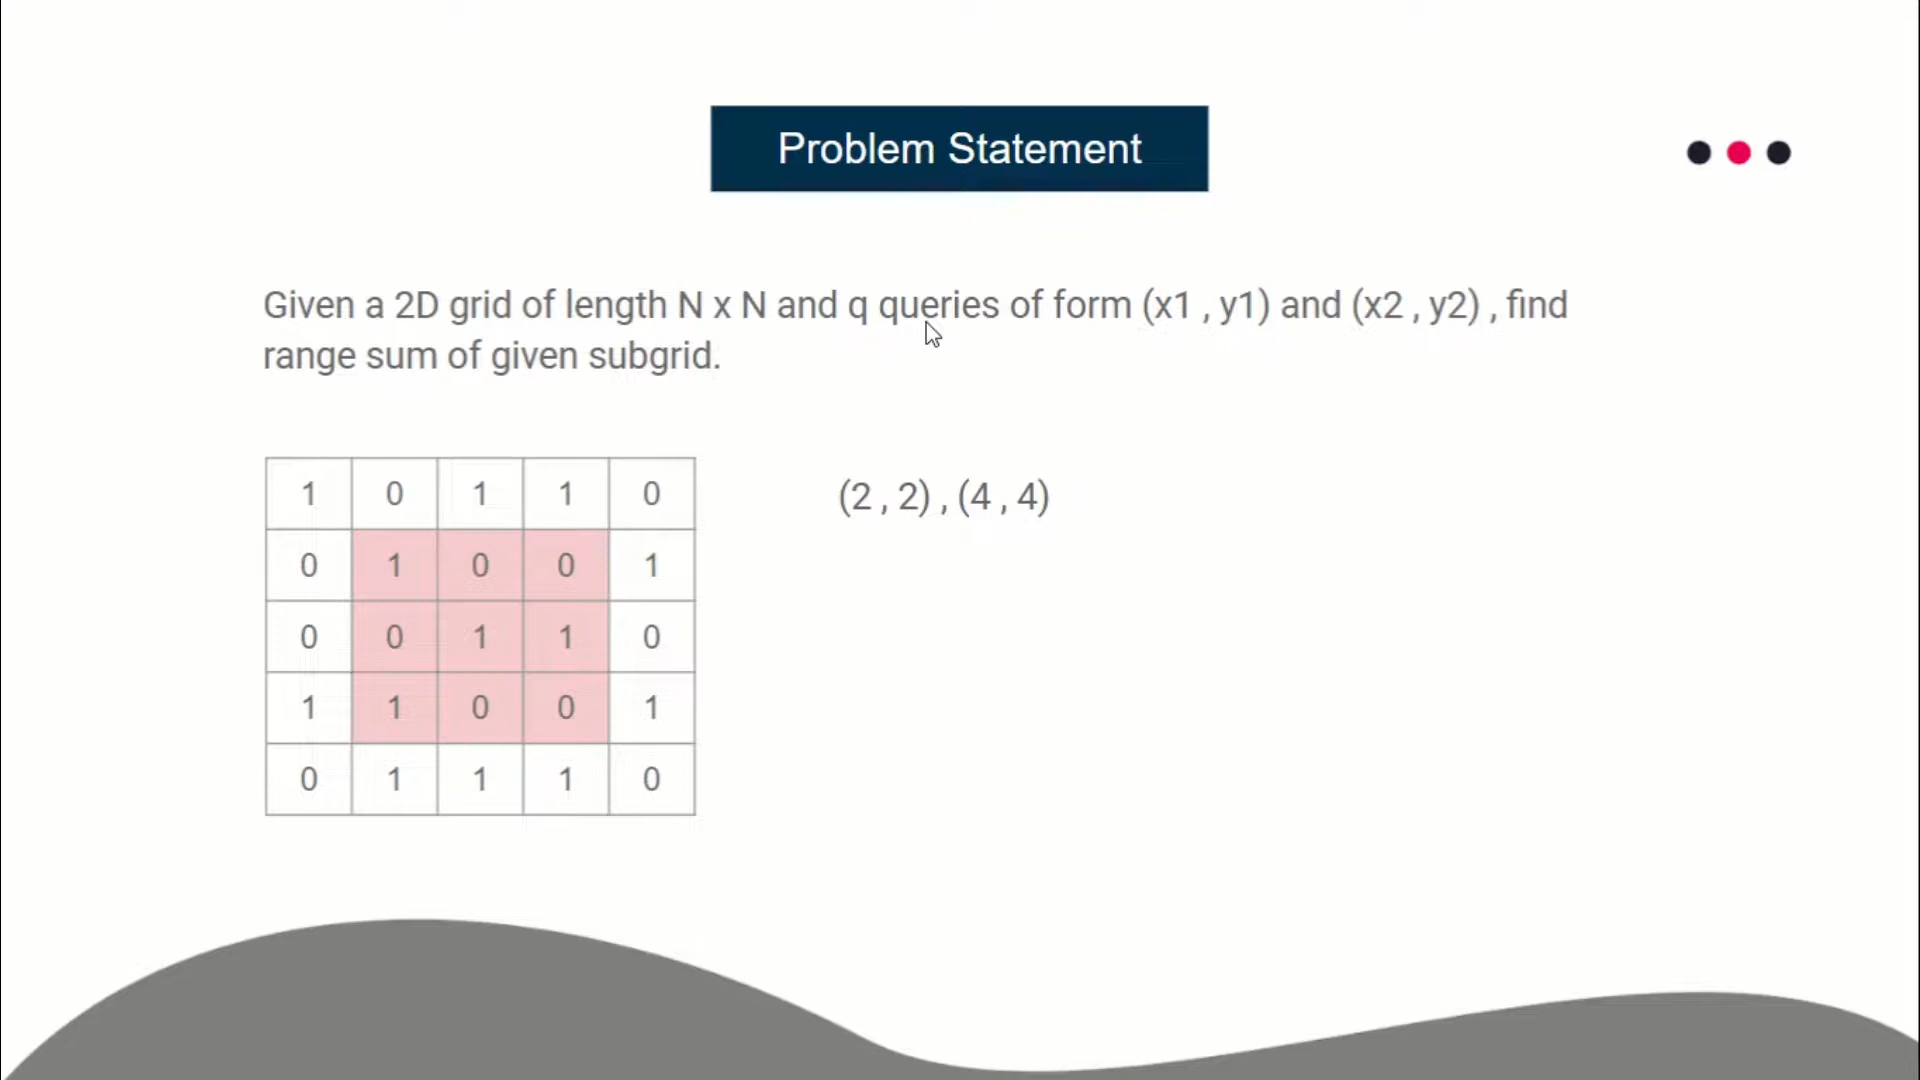 Problem Statement
Given a 2D grid of length N x N and q queries of form (x1 , y1) and (x2 , y2) , find
range sum of given subgrid.
1 0 1 1 0
0 1 0 0 1
0 0 1 1 0
1 1 0 0 1
0 1 1 1 0
(2 , 2) , (4 , 4)